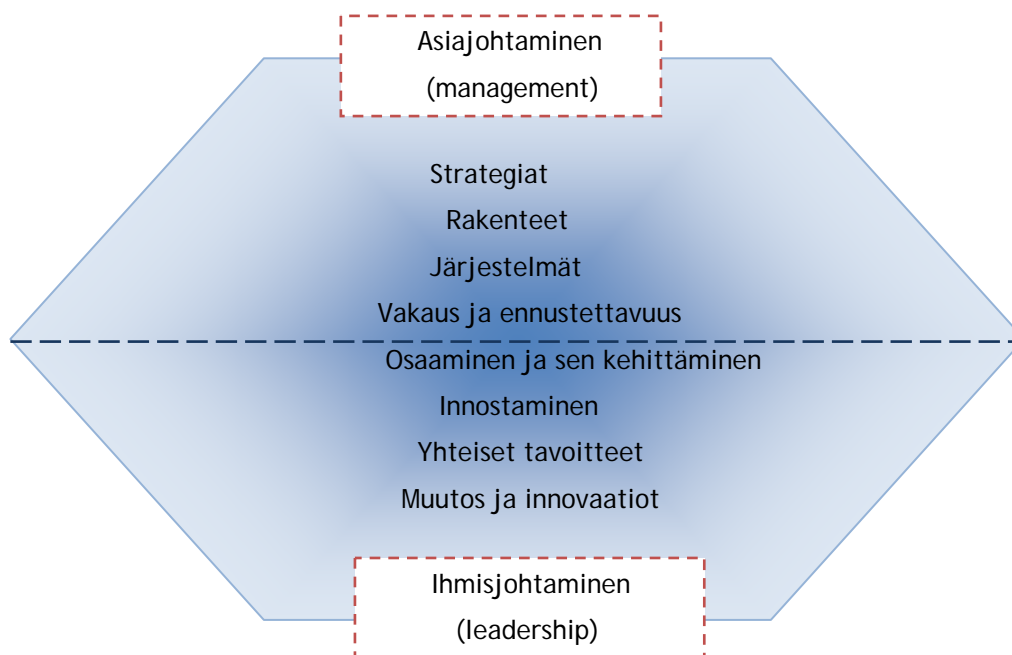 Asiajohtaminen
(management)
Strategiat
Rakenteet
Järjestelmät
Vakaus ja ennustettavuus
Osaaminen ja sen kehittäminen
Innostaminen
Yhteiset tavoitteet
Muutos ja innovaatiot
Ihmisjohtaminen
(leadership)